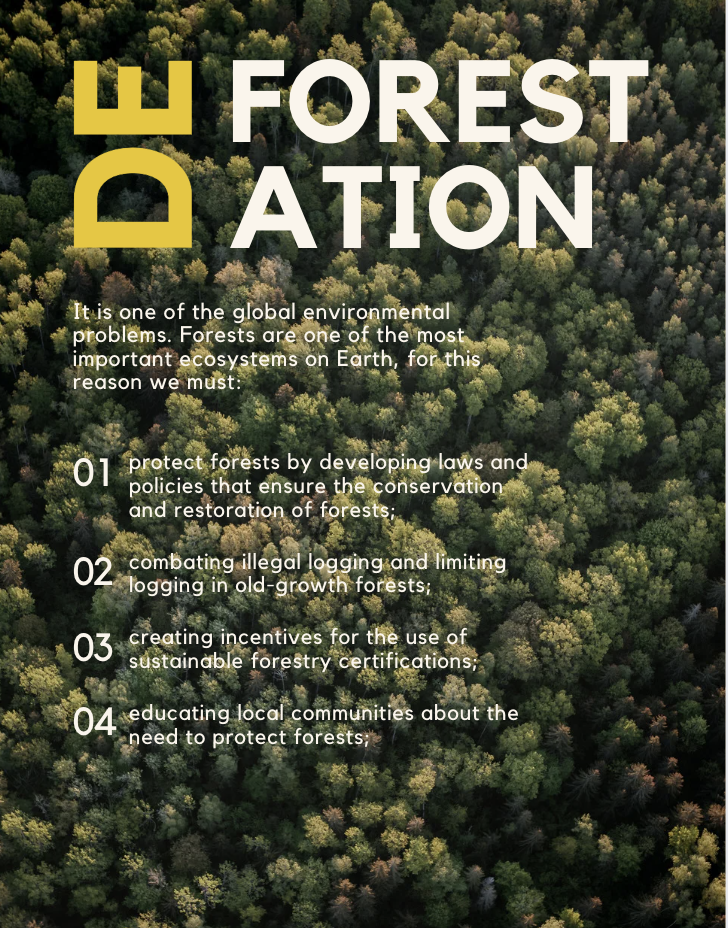 DE
FOREST
ATION
It is one of the global environmental
problems. Forests are one of the most
important ecosystems on Earth, for this
reason we must:
01 protect forests by developing laws and
policies that ensure the conservation
and restoration of forests;
02 combating illegal logging and limiting
logging in old-growth forests;
03 creating incentives for the use of
sustainable forestry certifications;
04 educating local communities about the
need to protect forests;